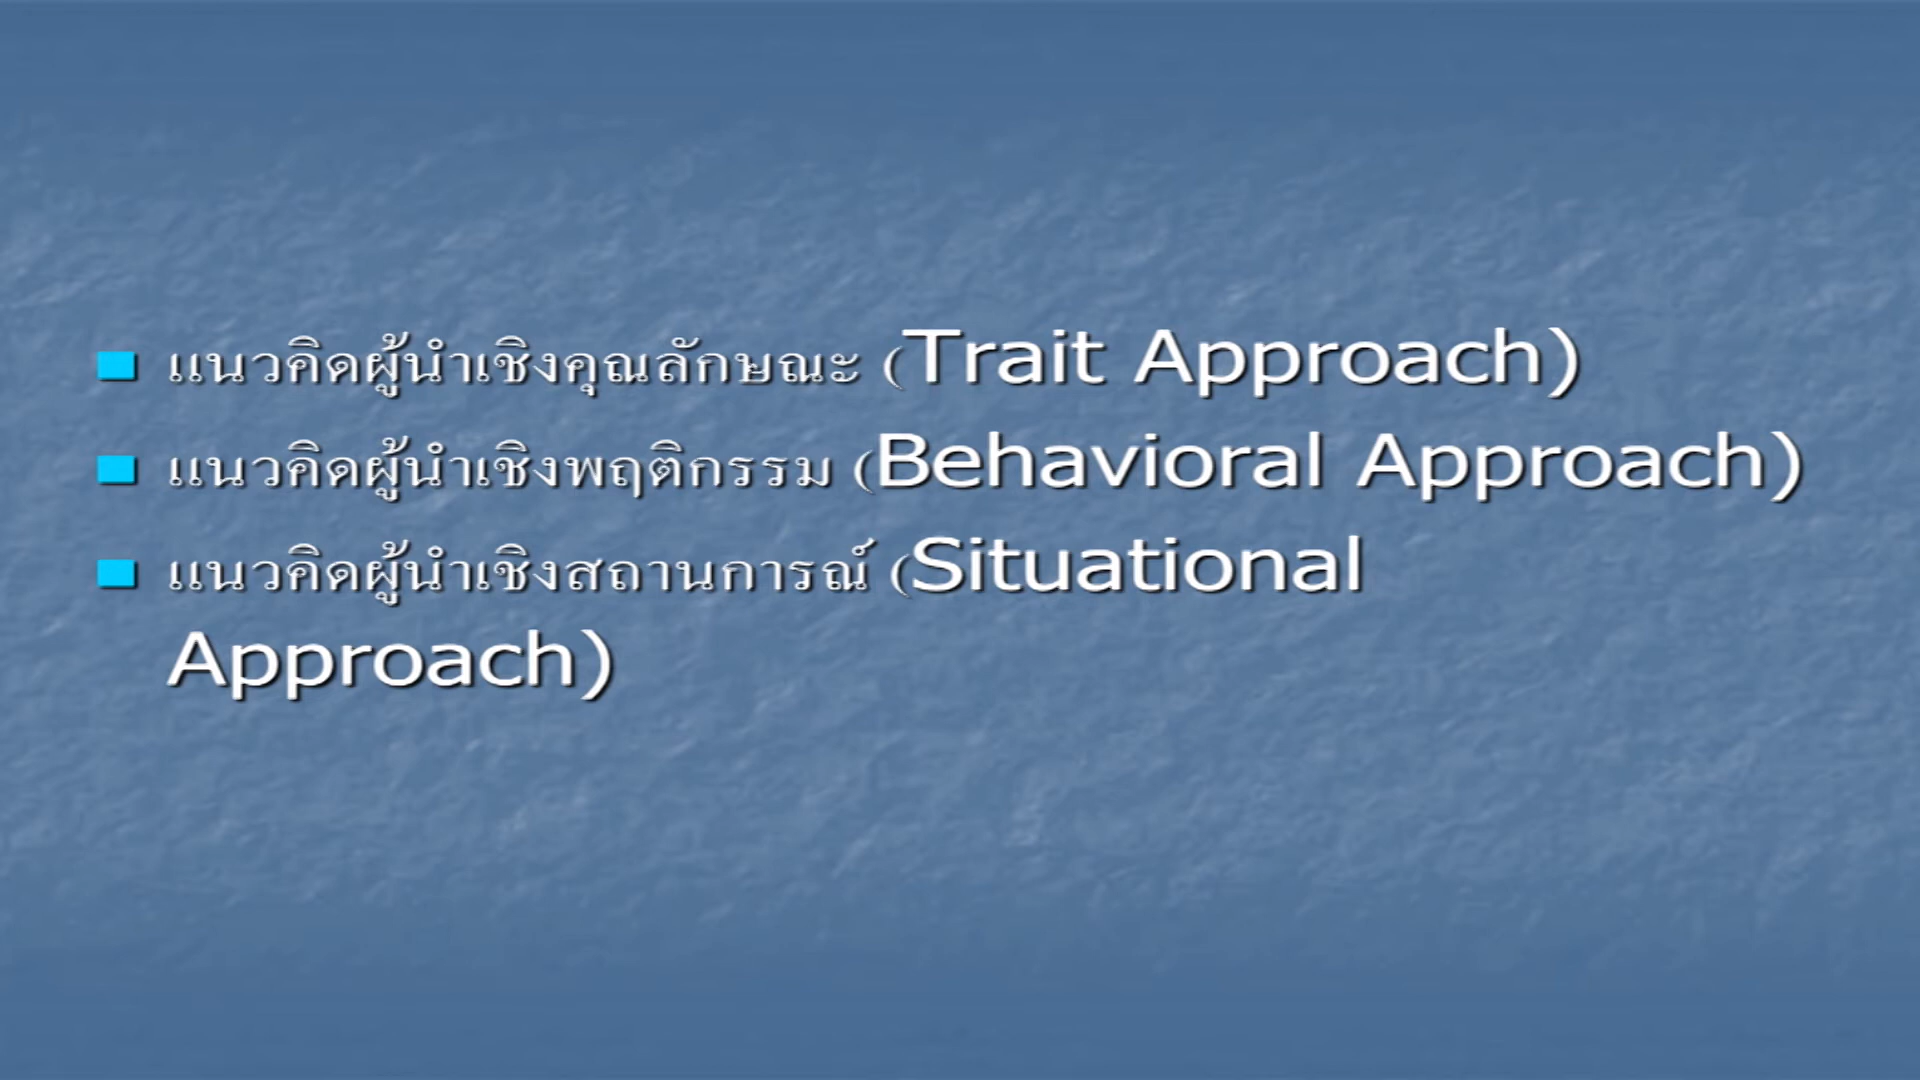 แนวคิดผู้นำเชิงคุณลักษณะ (Trait Approach)
แนวคิดผู้นำเชิงพฤติกรรม (Behavioral Approach)
แนวคิดผู้นำเชิงสถานการณ์ (Situational
Approach)